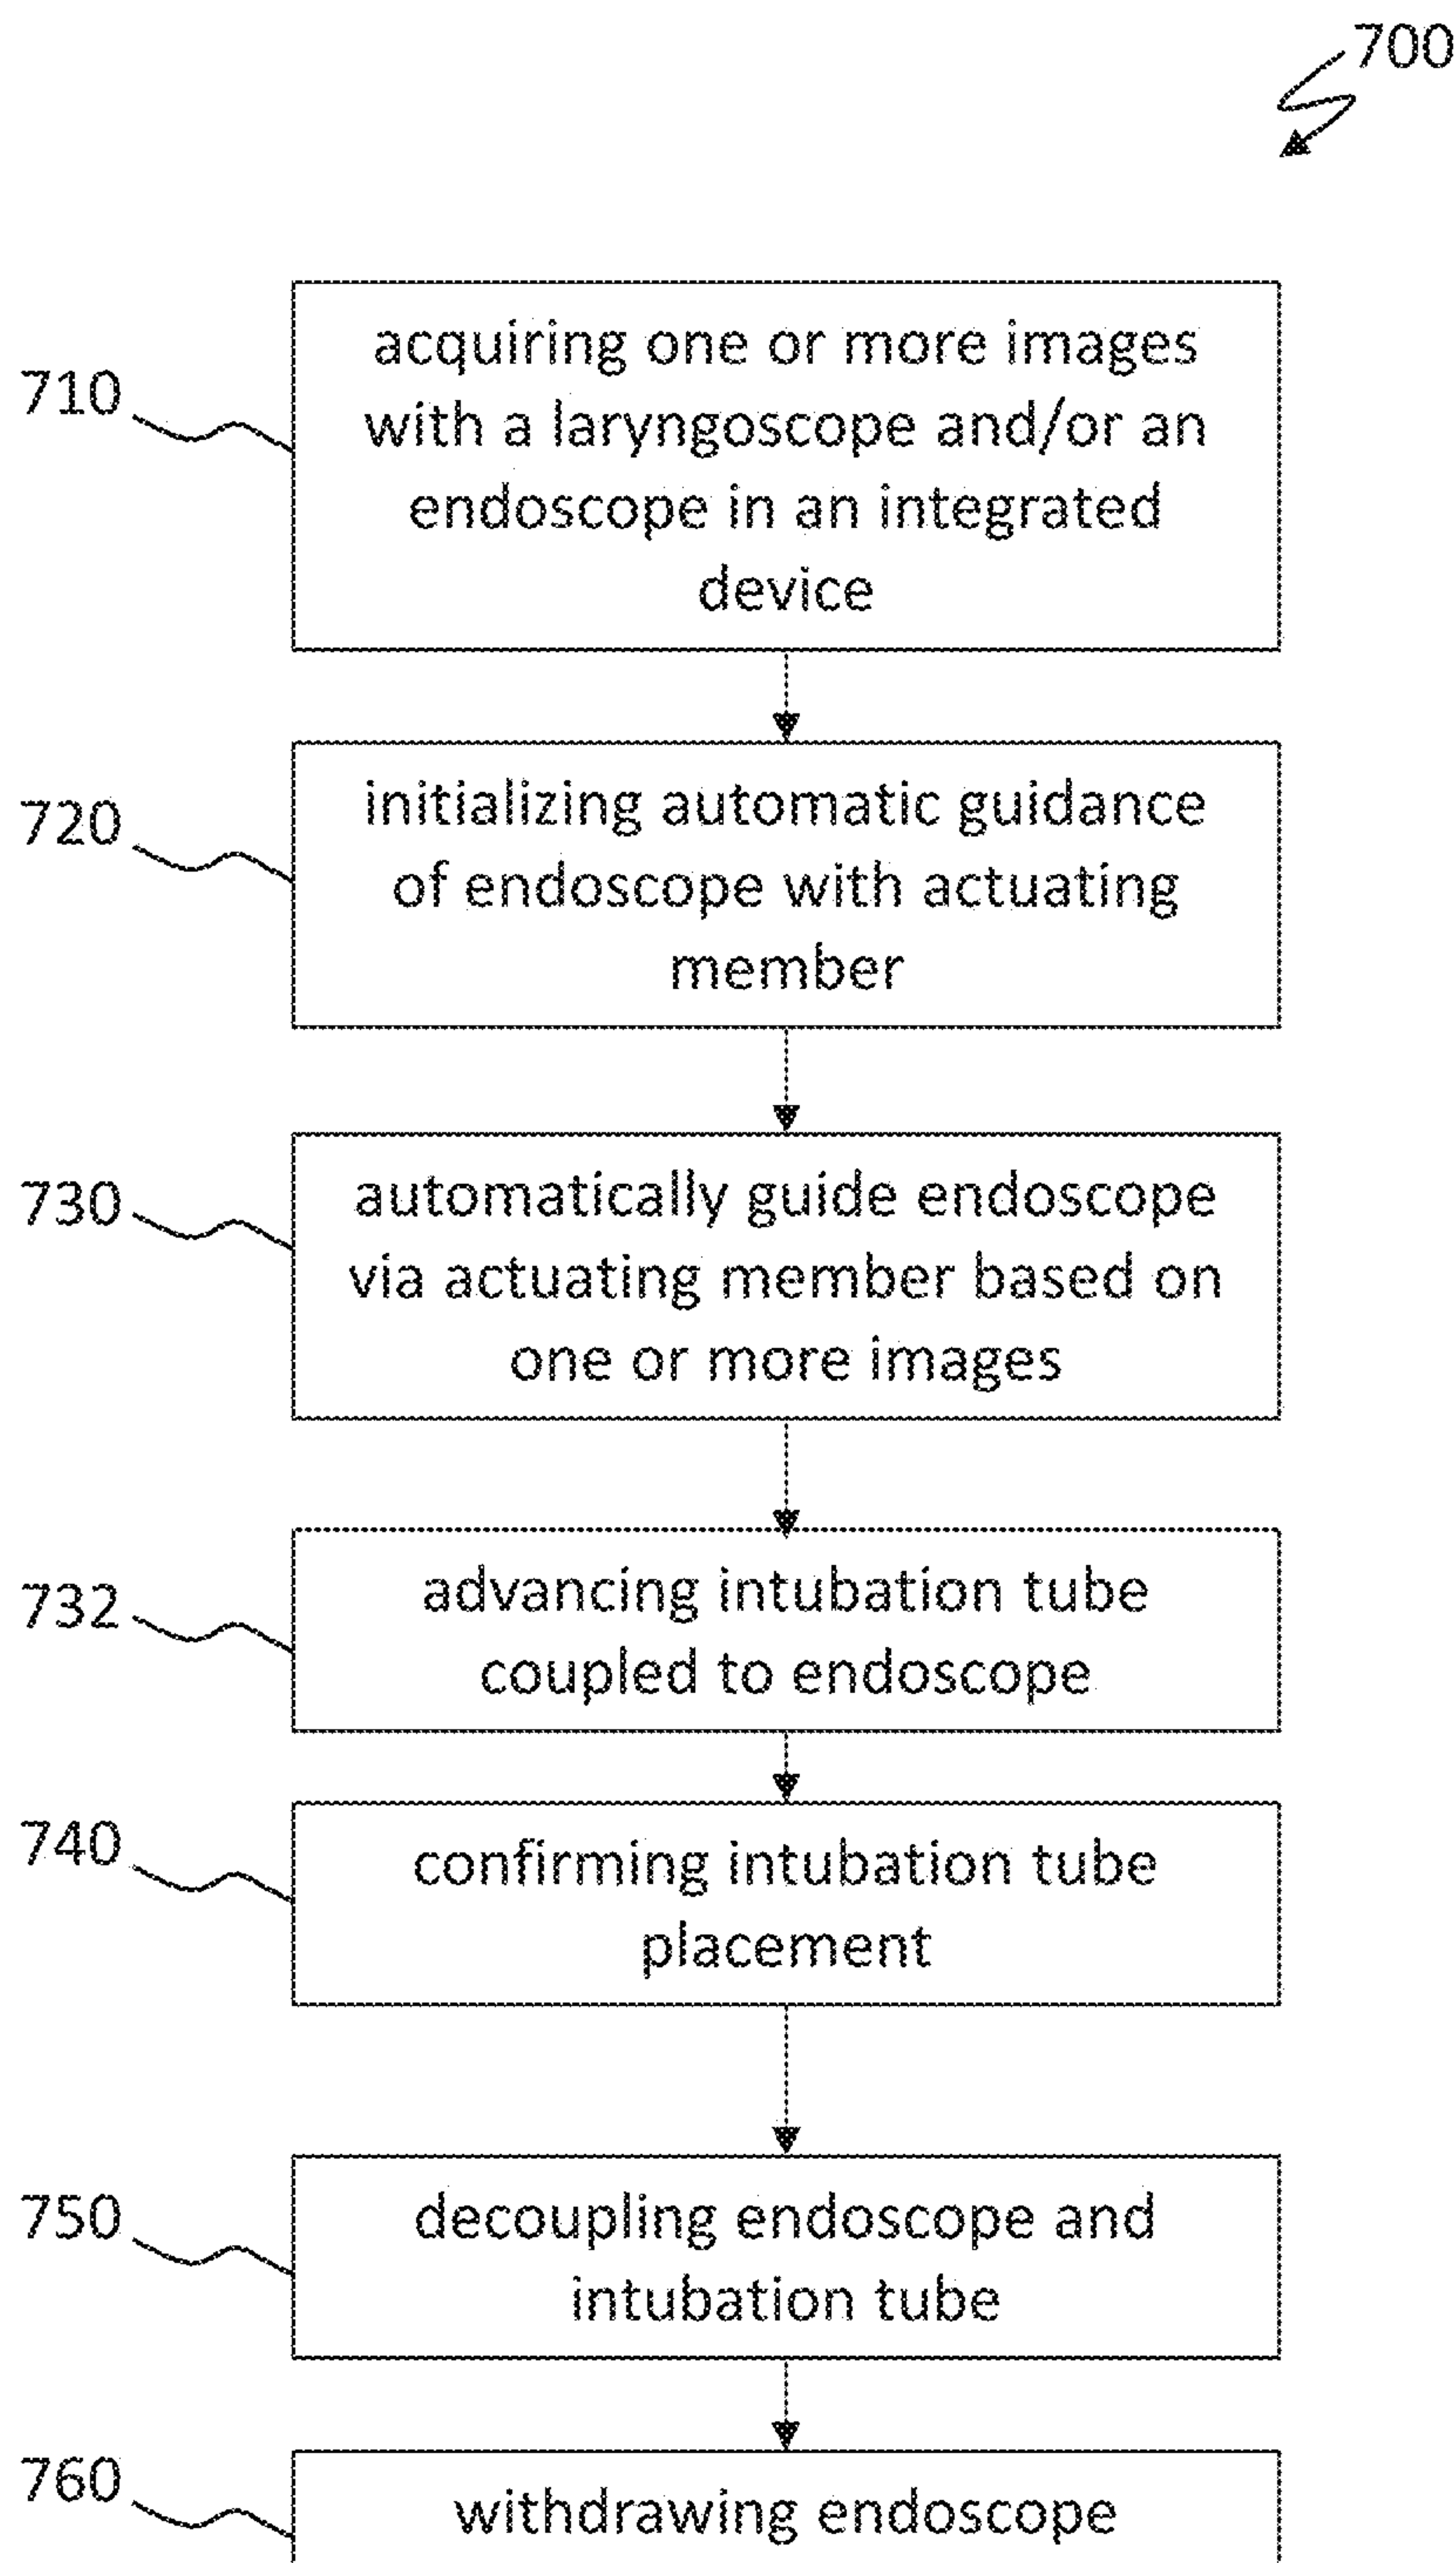 700
710
acquiring one or more images
with a laryngoscope and/or an
endoscope in an integrated
device
720
initializing automatic guidance
of endoscope with actuating
member
730
automatically guide endoscope
via actuating member based on
one or more images
732
advancing intubation tube
coupled to endoscope
740
confirming intubation tube
placement
750
decoupling endoscope and
intubation tube
760
withdrawing endoscope